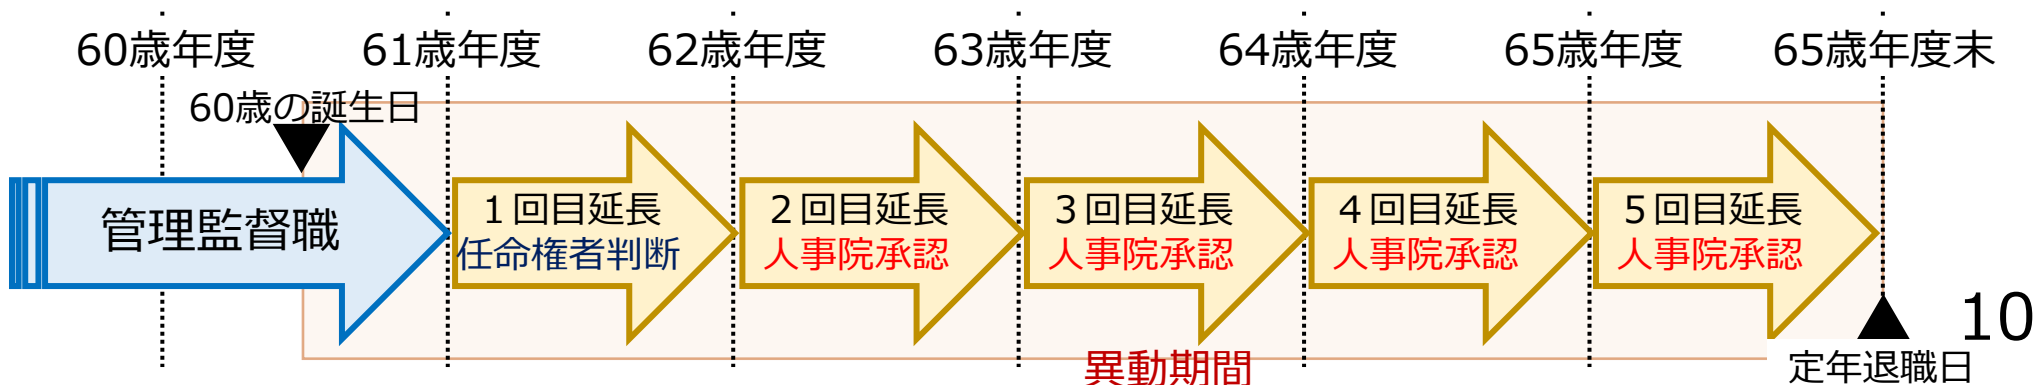 60歳年度 61歳年度 62歳年度 63歳年度 64歳年度 65歳年度 65歳年度末
60歳の誕生日
管理監督職
１回目延長
任命権者判断
２回目延長
人事院承認
３回目延長
人事院承認
４回目延長
人事院承認
５回目延長
人事院承認
10
異動期間
定年退職日